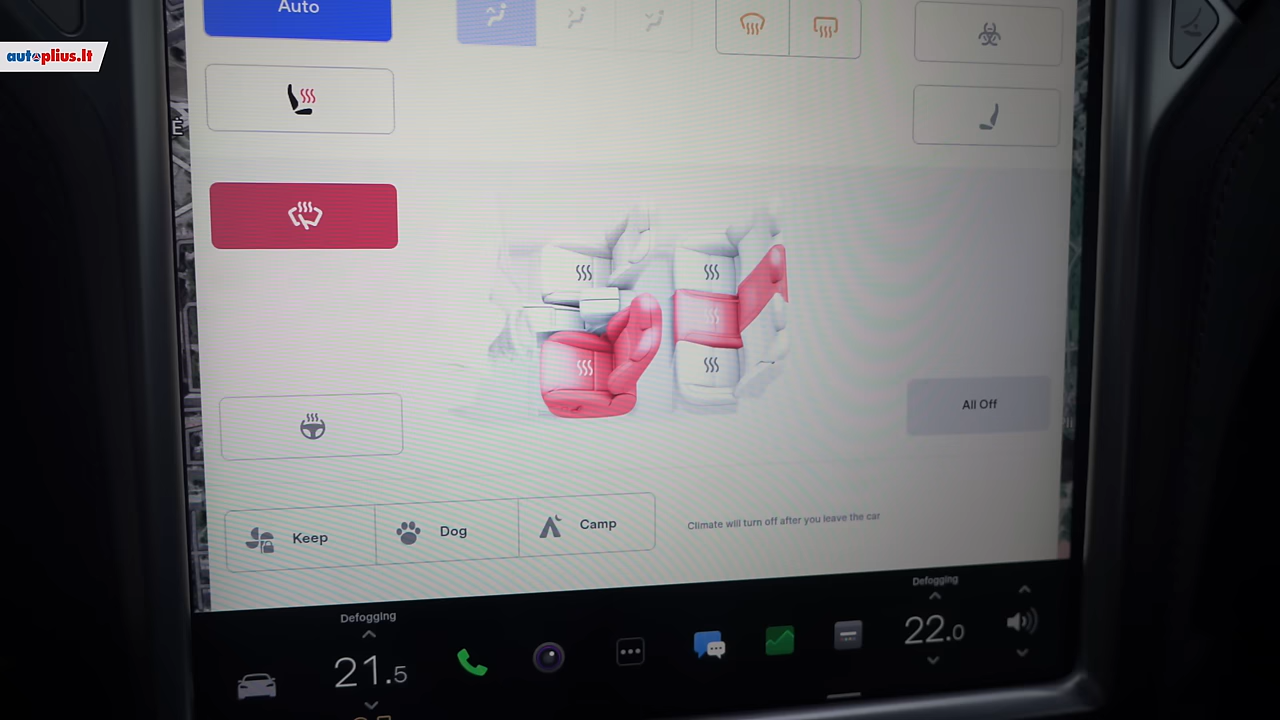 Auto
autoplius.lt
Ė
All Off
Keep
Dog
Camp
Climate will turn off after you leave the car
Defogging
21.5
Defogging
22.0